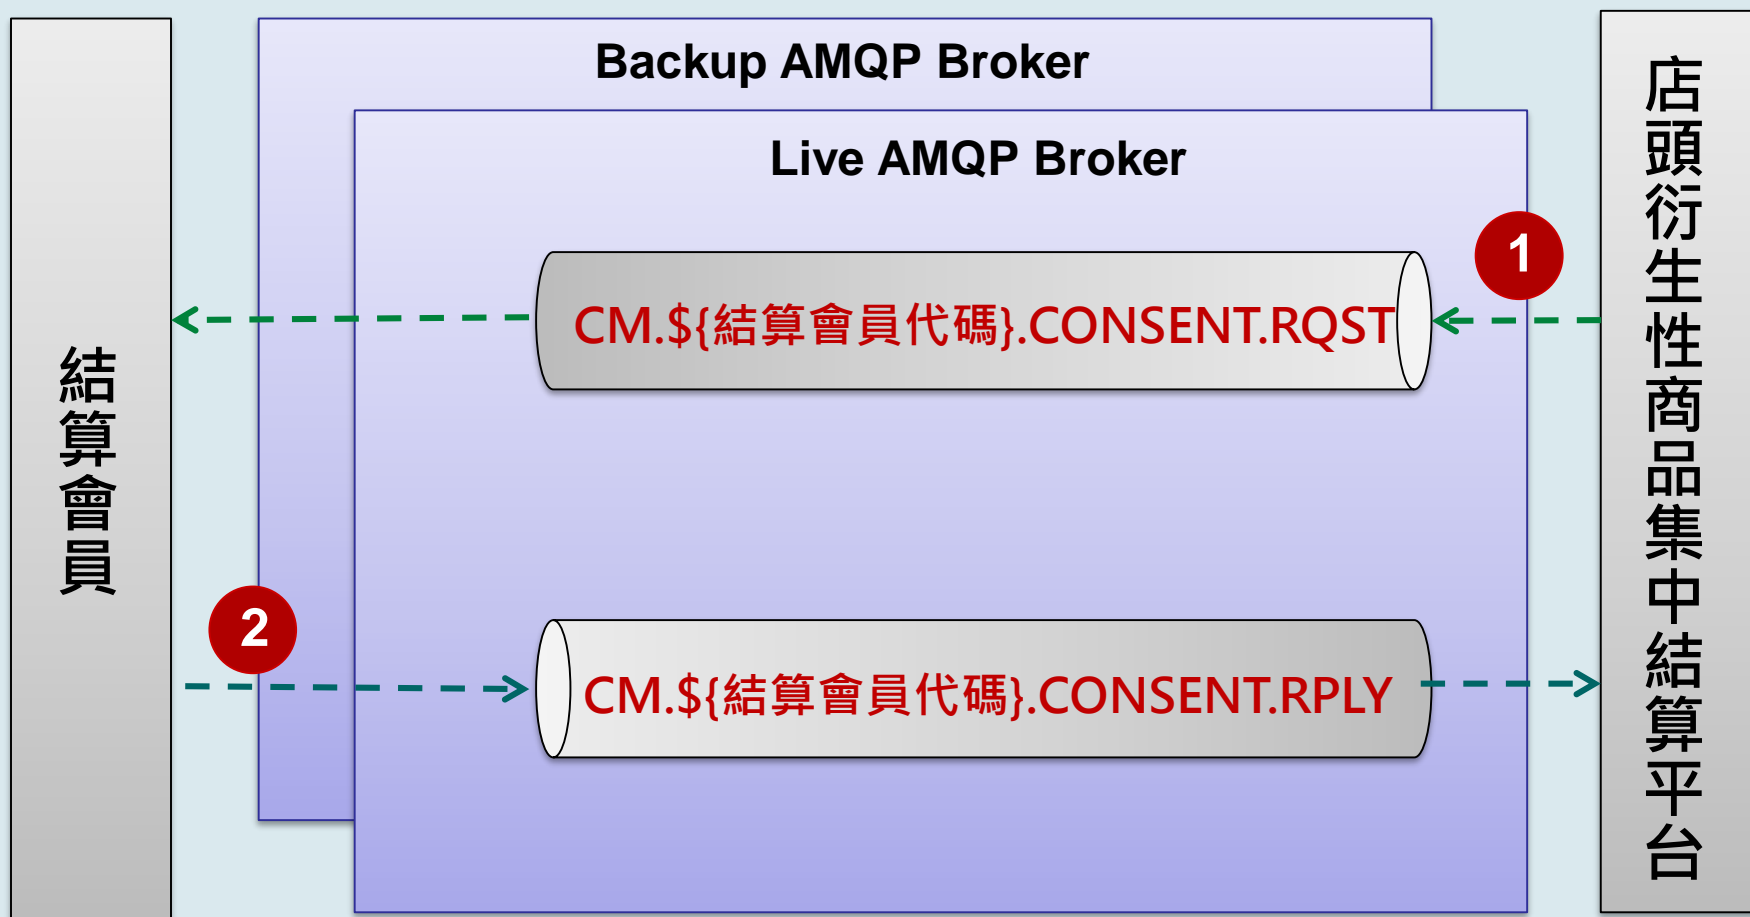 Backup AMQP Broker
Live AMQP Broker
結算會員
店頭衍生性商品集中結算平台
1
CM.${結算會員代碼}.CONSENT.RQST
2
CM.${結算會員代碼}.CONSENT.RPLY